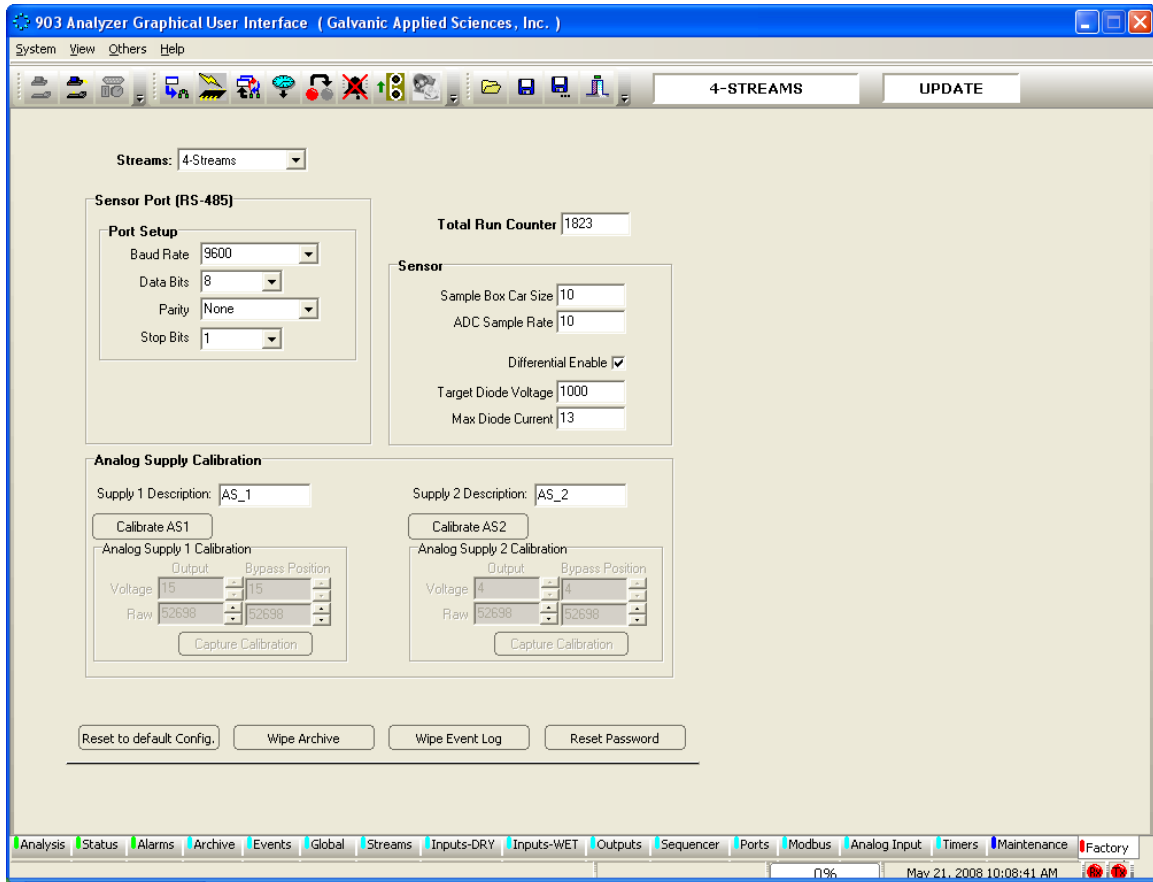 903 Analyzer Graphical User Interface ( Galvanic Applied Sciences, Inc. )
System View Others Help
4-STREAMS UPDATE
Streams: 4-Streams
Sensor Port (RS-485)
Port Setup
Baud Rate 9600
Data Bits 8
Parity None
Stop Bits 1
Total Run Counter 1823
Sensor
Sample Box Car Size 10
ADC Sample Rate 10
Differential Enable
Target Diode Voltage 1000
Max Diode Current 13
Analog Supply Calibration
Supply 1 Description: AS_1 Supply 2 Description: AS_2
Calibrate AS1 Calibrate AS2
Analog Supply 1 Calibration Analog Supply 2 Calibration
Output Bypass Position Output Bypass Position
Voltage 15 15 Voltage 4 4
Raw 52698 52698 Raw 52698 52698
Capture Calibration Capture Calibration
Reset to default Config. Wipe Archive Wipe Event Log Reset Password
Analysis Status Alarms Archive Events Global Streams Inputs-DRY Inputs-WET Outputs Sequencer Ports Modbus Analog Input Timers Maintenance Factory
0% May 21, 2008 10:08:41 AM Rx Tx